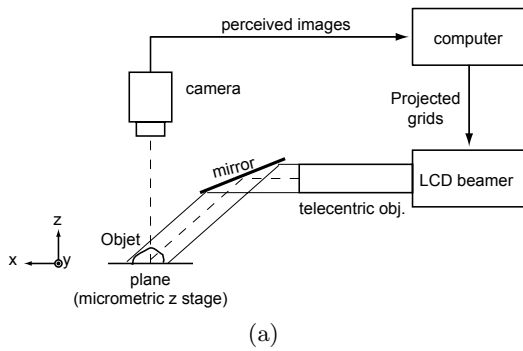 perceived images
computer
camera
Projected
grids
mirror
LCD beamer
telecentric obj.
z
Objet
x
y
plane
(micrometric z stage)
(a)